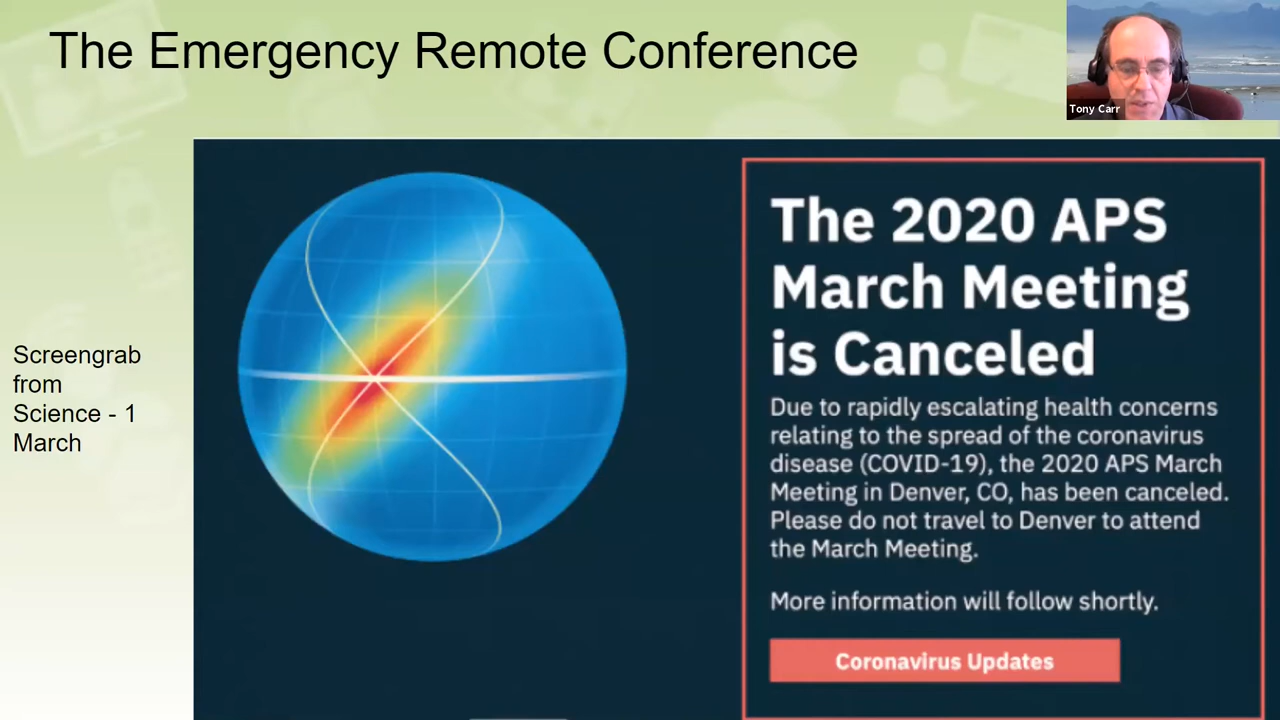 The Emergency Remote Conference
Tony Carr
Screengrab
from
Science - 1
March
The 2020 APS
March Meeting
is Canceled
Due to rapidly escalating health concerns
relating to the spread of the coronavirus
disease (COVID-19), the 2020 APS March
Meeting in Denver, CO, has been canceled.
Please do not travel to Denver to attend
the March Meeting.
More information will follow shortly.
Coronavirus Updates